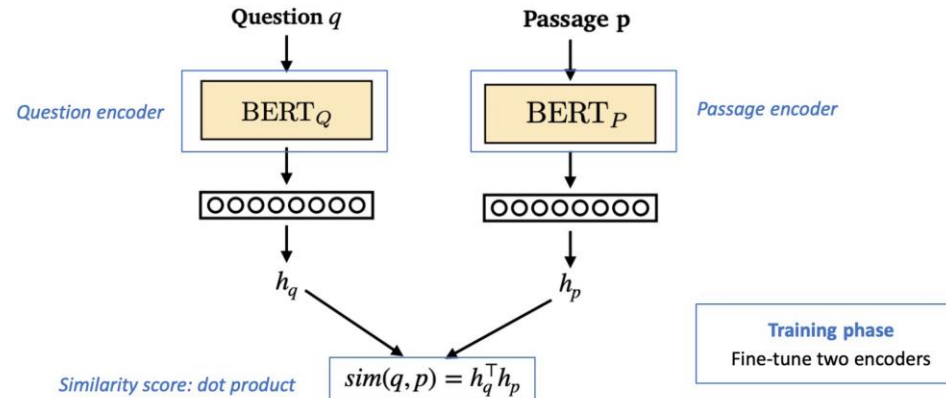 Question q
Passage p
Question encoder
BERT_Q
BERT_P
Passage encoder
h_q
h_p
Training phase
Fine-tune two encoders
Similarity score: dot product
sim(q, p) = h_q^⊤ h_p